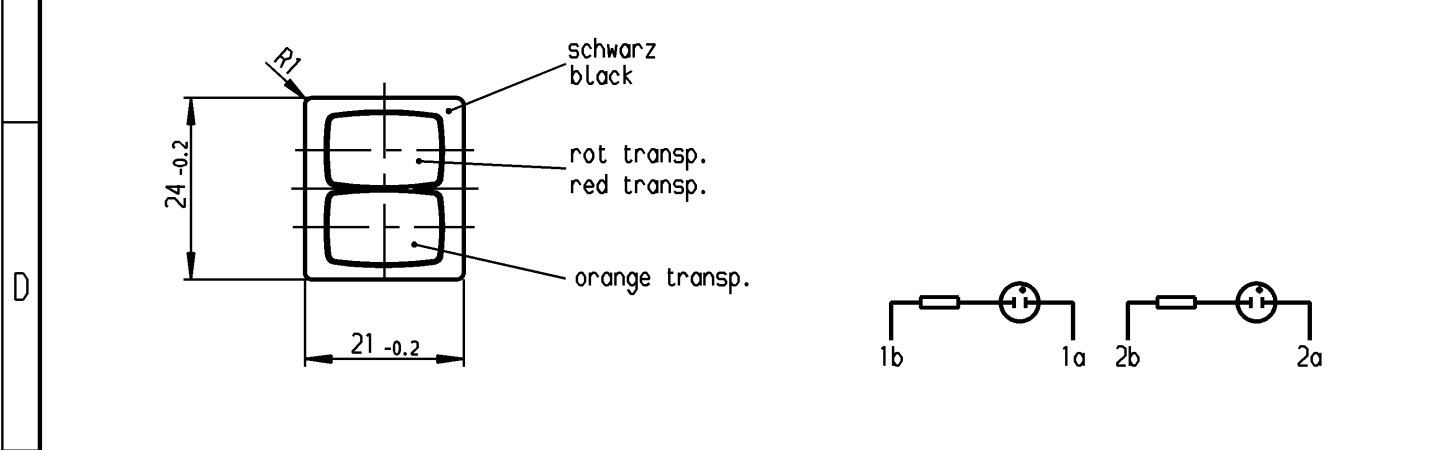 R1
schwarz
black
24 -0.2
rot transp.
red transp.
orange transp.
D
21 -0.2
1b
1a
2b
2a